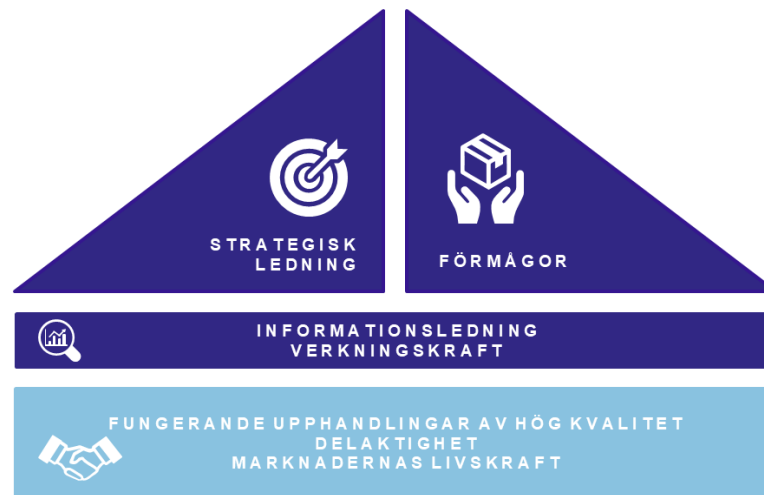 STRATEGISK
LEDNING
FÖRMÅGOR
INFORMATIONSLEDNING
VERKNINGSKRAFT
FUNGERANDE UPPHANDLINGAR AV HÖG KVALITET
DELAKTIGHET
MARKNADERNAS LIVSKRAFT